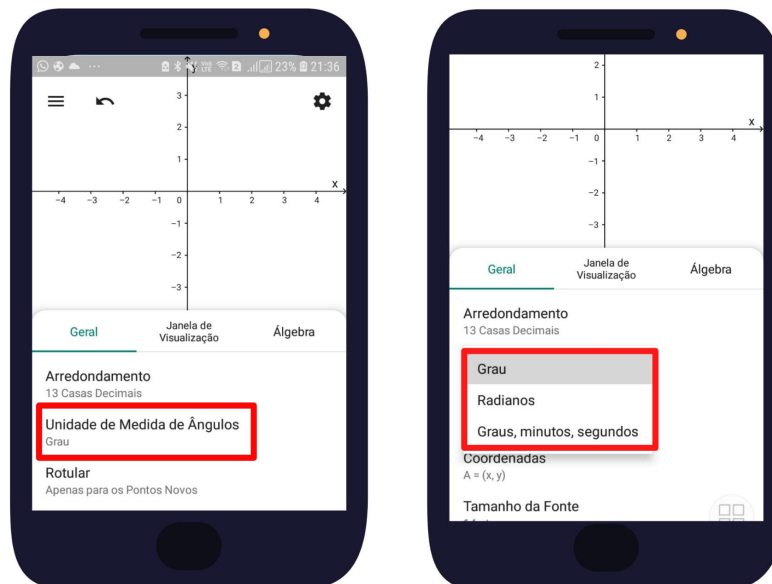 ... VoI) LTE 2 23% 21:36
y
3
2
1
x
-4 -3 -2 -1 0 1 2 3 4
-1
-2
-3
Geral
Janela de
Visualização
Álgebra
Arredondamento
13 Casas Decimais
Unidade de Medida de Ângulos
Grau
Rotular
Apenas para os Pontos Novos
2
1
x
-4 -3 -2 -1 0 1 2 3 4
-1
-2
-3
Geral
Janela de
Visualização
Álgebra
Arredondamento
13 Casas Decimais
Grau
Radianos
Graus, minutos, segundos
Coordenadas
A = (x, y)
Tamanho da Fonte